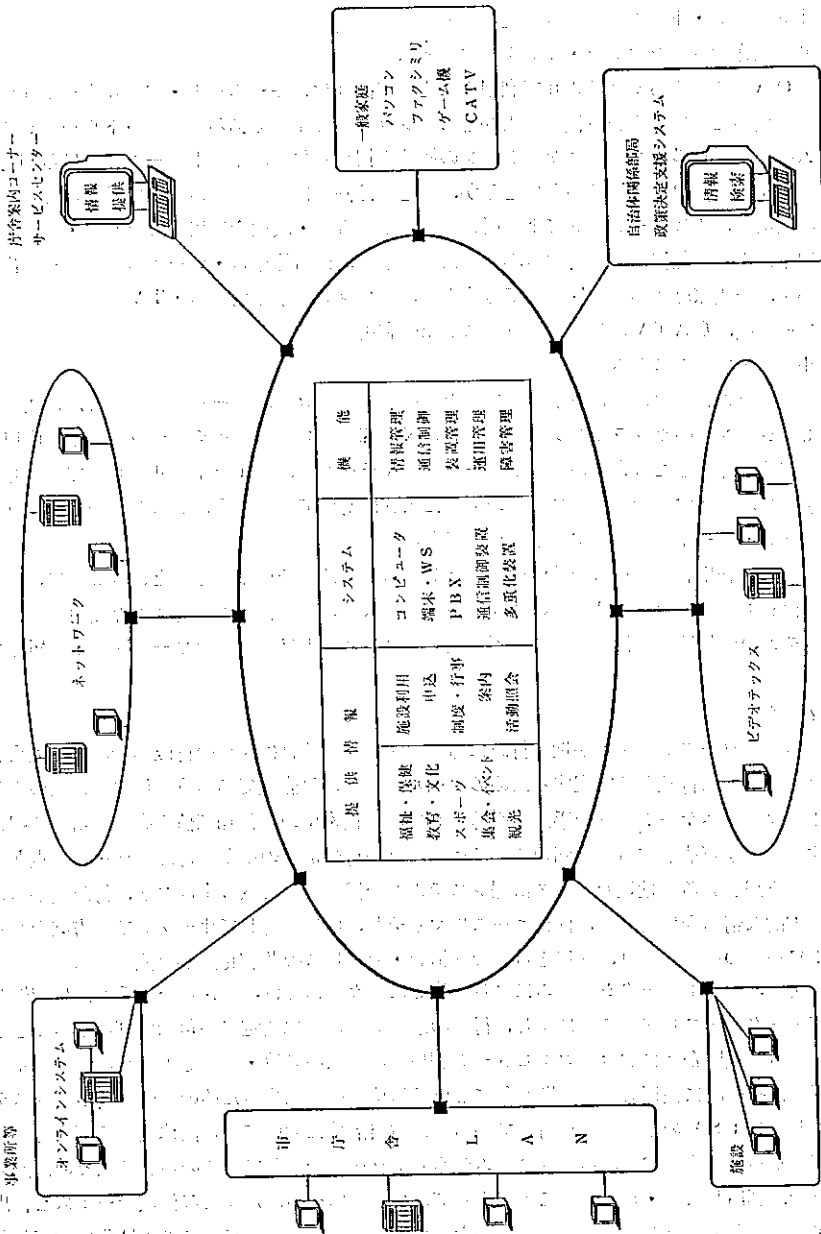 事業所等
オンラインシステム
ネットワーク
庁舎案内コーナー
サービスセンター
情報
提供
市庁舎LAN
提供情報
システム
機能
福祉・保健
教育・文化
スポーツ
集会・イベント
観光
施設利用
申込
制度・行事
案内
活動照会
コンピュータ
端末・WS
PBX
通信制御装置
多重化装置
情報管理
通信制御
装置管理
運用管理
障害管理
一般家庭
パソコン
ファクシミリ
ゲーム機
CATV
施設
ビデオテックス
自治体関係部局
政策決定支援システム
情報
検索